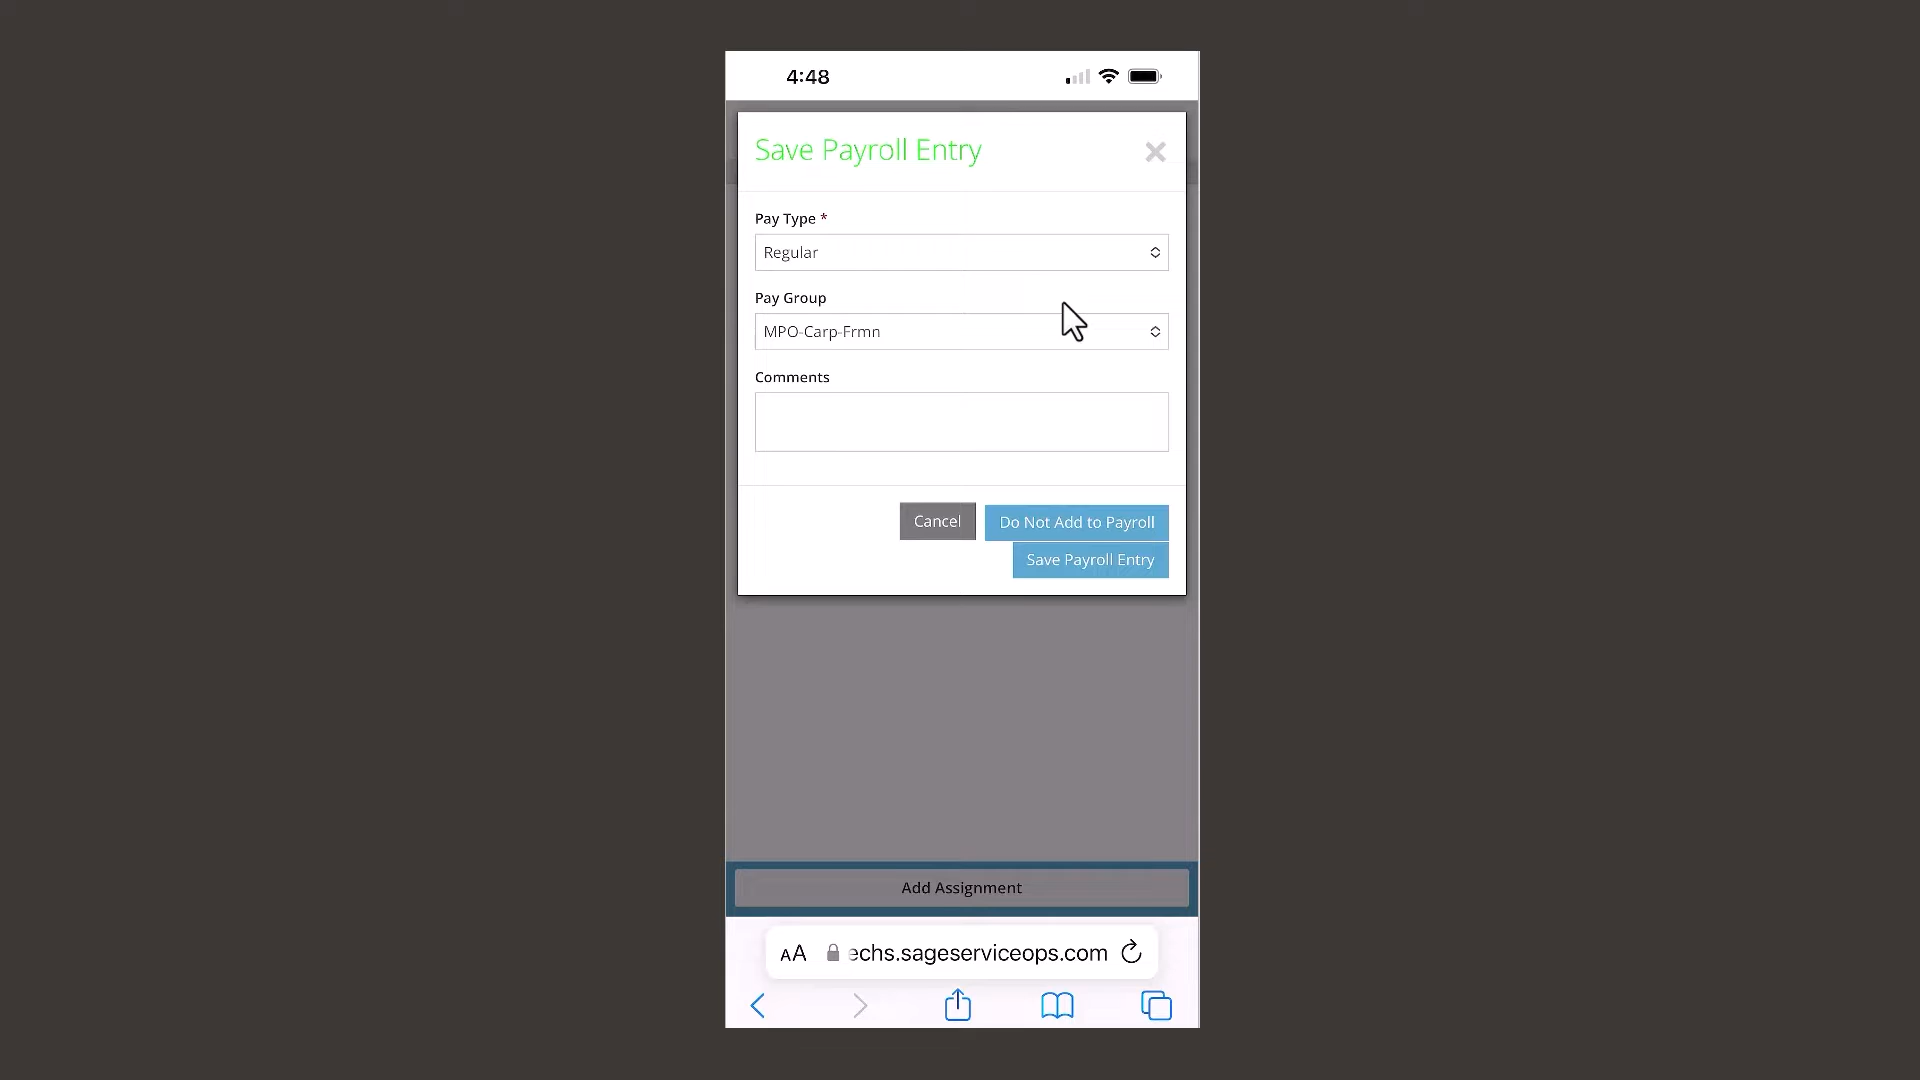 4:48
Save Payroll Entry
Pay Type *
Regular
Pay Group
MPO-Carp-Frmn
Comments
Cancel
Do Not Add to Payroll
Save Payroll Entry
Add Assignment
AA echs.sageserviceops.com